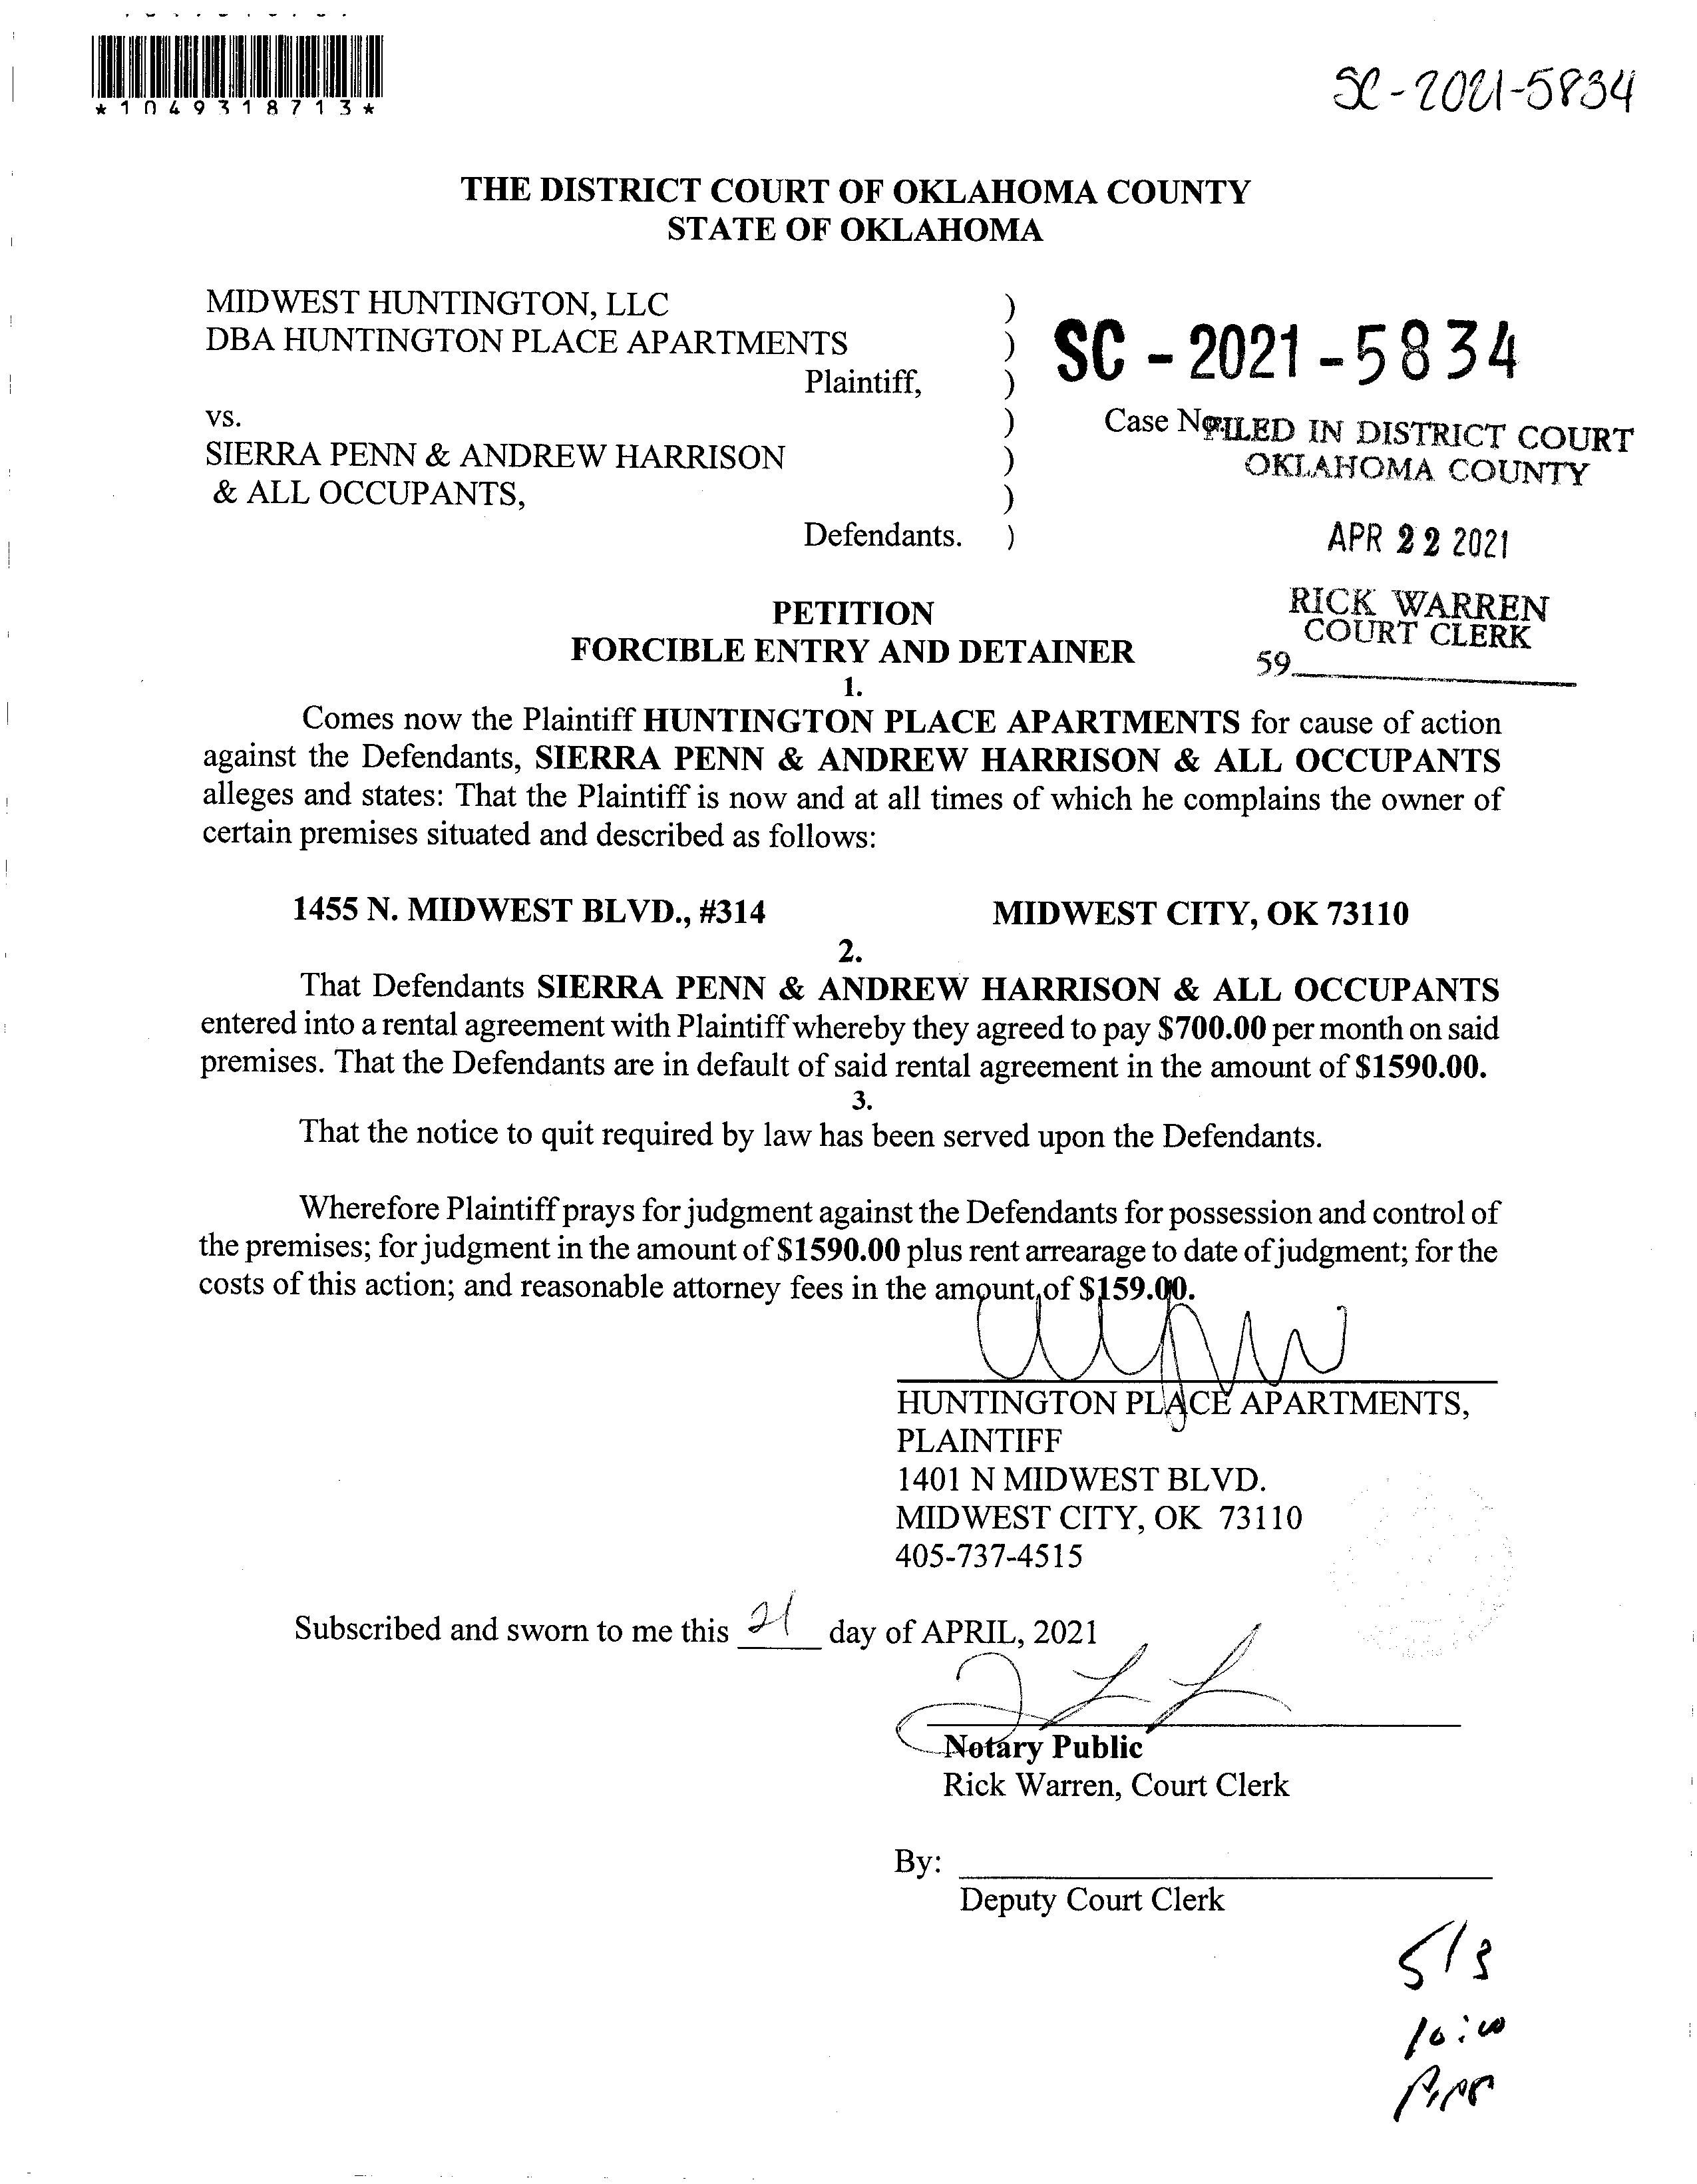 *1049318713*
SC-2021-5834
THE DISTRICT COURT OF OKLAHOMA COUNTY
STATE OF OKLAHOMA
MIDWEST HUNTINGTON, LLC )
DBA HUNTINGTON PLACE APARTMENTS )
Plaintiff, )
SC - 2021 - 5834
vs. )
SIERRA PENN & ANDREW HARRISON )
& ALL OCCUPANTS, )
Defendants. )
Case No.
FILED IN DISTRICT COURT
OKLAHOMA COUNTY
APR 22 2021
RICK WARREN
COURT CLERK
59
PETITION
FORCIBLE ENTRY AND DETAINER
1.
Comes now the Plaintiff HUNTINGTON PLACE APARTMENTS for cause of action
against the Defendants, SIERRA PENN & ANDREW HARRISON & ALL OCCUPANTS
alleges and states: That the Plaintiff is now and at all times of which he complains the owner of
certain premises situated and described as follows:
1455 N. MIDWEST BLVD., #314 MIDWEST CITY, OK 73110
2.
That Defendants SIERRA PENN & ANDREW HARRISON & ALL OCCUPANTS
entered into a rental agreement with Plaintiff whereby they agreed to pay $700.00 per month on said
premises. That the Defendants are in default of said rental agreement in the amount of $1590.00.
3.
That the notice to quit required by law has been served upon the Defendants.
Wherefore Plaintiff prays for judgment against the Defendants for possession and control of
the premises; for judgment in the amount of $1590.00 plus rent arrearage to date of judgment; for the
costs of this action; and reasonable attorney fees in the amount of $159.00.
HUNTINGTON PLACE APARTMENTS,
PLAINTIFF
1401 N MIDWEST BLVD.
MIDWEST CITY, OK 73110
405-737-4515
Subscribed and sworn to me this 21 day of APRIL, 2021
Notary Public
Rick Warren, Court Clerk
By:
Deputy Court Clerk
5/3
10:00